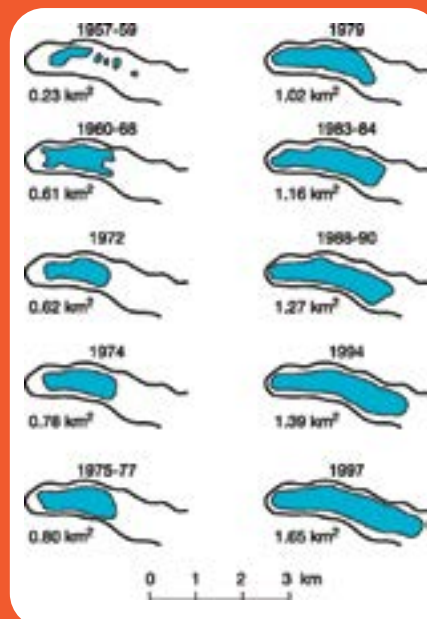 1957-59
0.23 km²
1960-68
0.61 km²
1972
0.62 km²
1974
0.78 km²
1975-77
0.80 km²
1979
1.02 km²
1983-84
1.16 km²
1988-90
1.27 km²
1994
1.39 km²
1997
1.65 km²
0 1 2 3 km